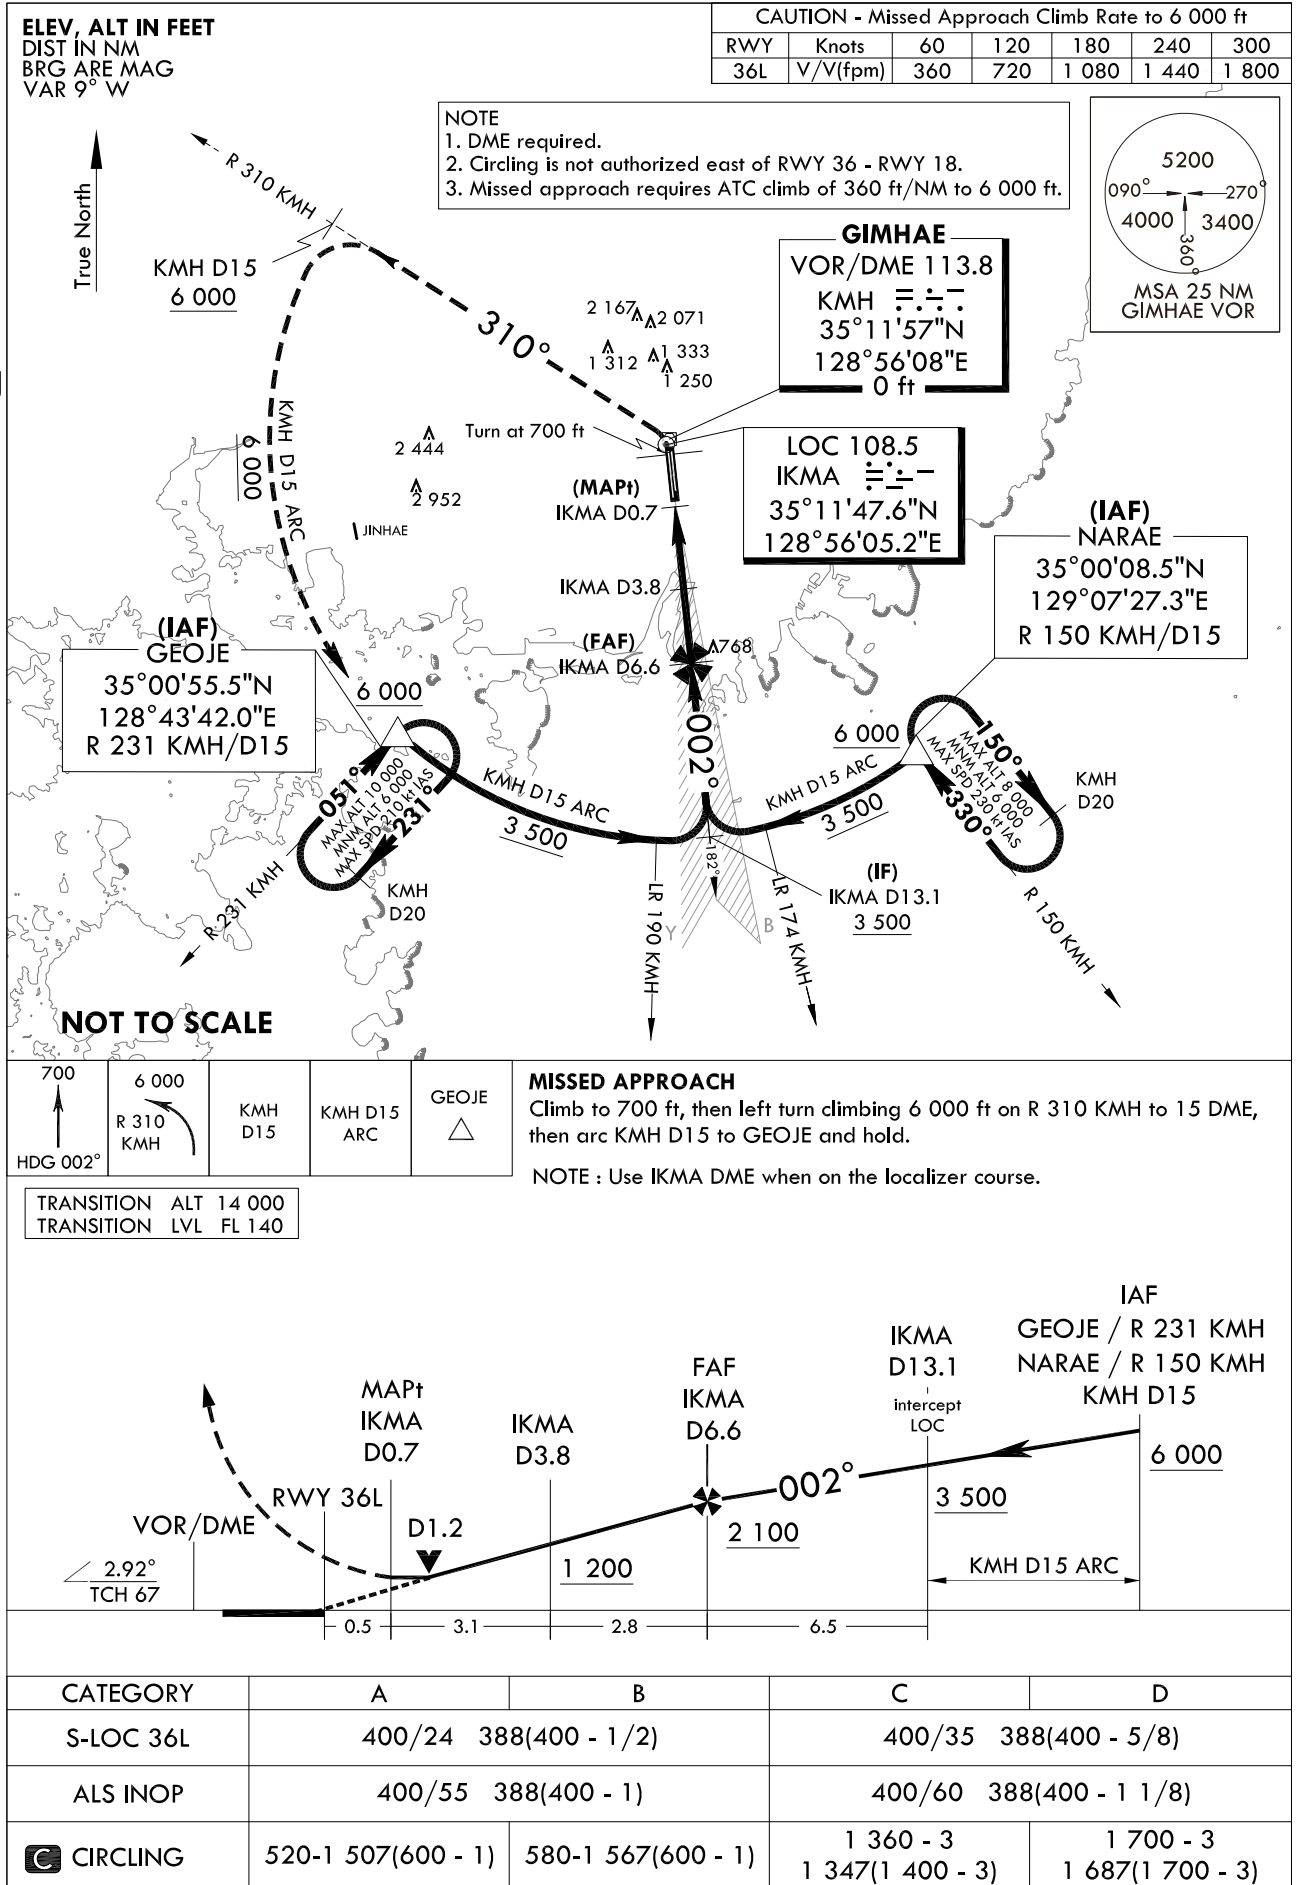 ELEV, ALT IN FEET
DIST IN NM
BRG ARE MAG
VAR 9° W
CAUTION - Missed Approach Climb Rate to 6 000 ft
RWY Knots 60 120 180 240 300
36L V/V(fpm) 360 720 1 080 1 440 1 800
NOTE
1. DME required.
2. Circling is not authorized east of RWY 36 - RWY 18.
3. Missed approach requires ATC climb of 360 ft/NM to 6 000 ft.
5200
090° 270°
4000 3400
360°
MSA 25 NM
GIMHAE VOR
True North
R 310 KMH
KMH D15
6 000
310°
GIMHAE
VOR/DME 113.8
KMH
35°11'57"N
128°56'08"E
0 ft
2 167
2 071
1 312
1 333
1 250
Turn at 700 ft
2 444
2 952
JINHAE
KMH D15 ARC
6 000
LOC 108.5
IKMA
35°11'47.6"N
128°56'05.2"E
(MAPt)
IKMA D0.7
IKMA D3.8
(FAF)
IKMA D6.6
768
(IAF)
NARAE
35°00'08.5"N
129°07'27.3"E
R 150 KMH/D15
(IAF)
GEOJE
35°00'55.5"N
128°43'42.0"E
R 231 KMH/D15
6 000
051°
MAX ALT 10 000
MNM ALT 6 000
MAX SPD 210 kt IAS
231°
R 231 KMH
KMH
D20
KMH D15 ARC
3 500
002°
182°
LR 190 KMH
LR 174 KMH
Y
B
KMH D15 ARC
3 500
6 000
150°
MAX ALT 8 000
MNM ALT 6 000
MAX SPD 230 kt IAS
330°
KMH
D20
R 150 KMH
(IF)
IKMA D13.1
3 500
NOT TO SCALE
700
HDG 002°
6 000
R 310
KMH
KMH
D15
KMH D15
ARC
GEOJE
MISSED APPROACH
Climb to 700 ft, then left turn climbing 6 000 ft on R 310 KMH to 15 DME,
then arc KMH D15 to GEOJE and hold.
NOTE : Use IKMA DME when on the localizer course.
TRANSITION ALT 14 000
TRANSITION LVL FL 140
IAF
GEOJE / R 231 KMH
NARAE / R 150 KMH
KMH D15
6 000
IKMA
D13.1
intercept
LOC
3 500
FAF
IKMA
D6.6
002°
2 100
IKMA
D3.8
1 200
MAPt
IKMA
D0.7
D1.2
RWY 36L
VOR/DME
2.92°
TCH 67
KMH D15 ARC
0.5 3.1 2.8 6.5
CATEGORY A B C D
S-LOC 36L 400/24 388(400 - 1/2) 400/35 388(400 - 5/8)
ALS INOP 400/55 388(400 - 1) 400/60 388(400 - 1 1/8)
C CIRCLING 520-1 507(600 - 1) 580-1 567(600 - 1) 1 360 - 3 1 700 - 3
1 347(1 400 - 3) 1 687(1 700 - 3)